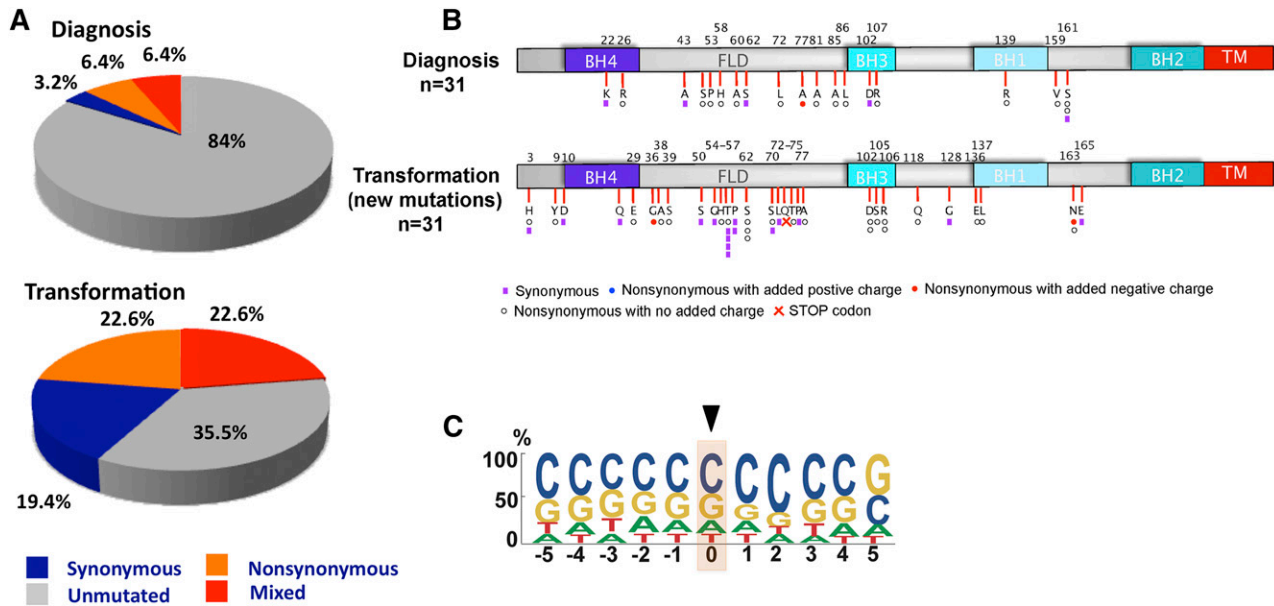 A
Diagnosis
6.4%
6.4%
3.2%
84%
Transformation
22.6%
22.6%
35.5%
19.4%
Synonymous
Nonsynonymous
Unmutated
Mixed
B
Diagnosis
n=31
58 86 107 161
22 26 43 53 60 62 72 77 81 85 102 139 159
BH4 FLD BH3 BH1 BH2 TM
K R A S P H A S L A A A L D R R V S
Transformation
(new mutations)
n=31
38 54-57 72-75 105 137 165
3 9 10 29 36 39 50 62 70 77 102 106 118 128 136 163
BH4 FLD BH3 BH1 BH2 TM
H Y D Q E G A S S Q H T P S S L Q T P A D S R Q G E L N E
Synonymous
Nonsynonymous with added postive charge
Nonsynonymous with added negative charge
Nonsynonymous with no added charge
STOP codon
C
%
100
50
0
C C C C C C C C C C G
G G G G G G G G G G C
T A T A A A A T T A A
A T A T T T T A A T T
-5 -4 -3 -2 -1 0 1 2 3 4 5